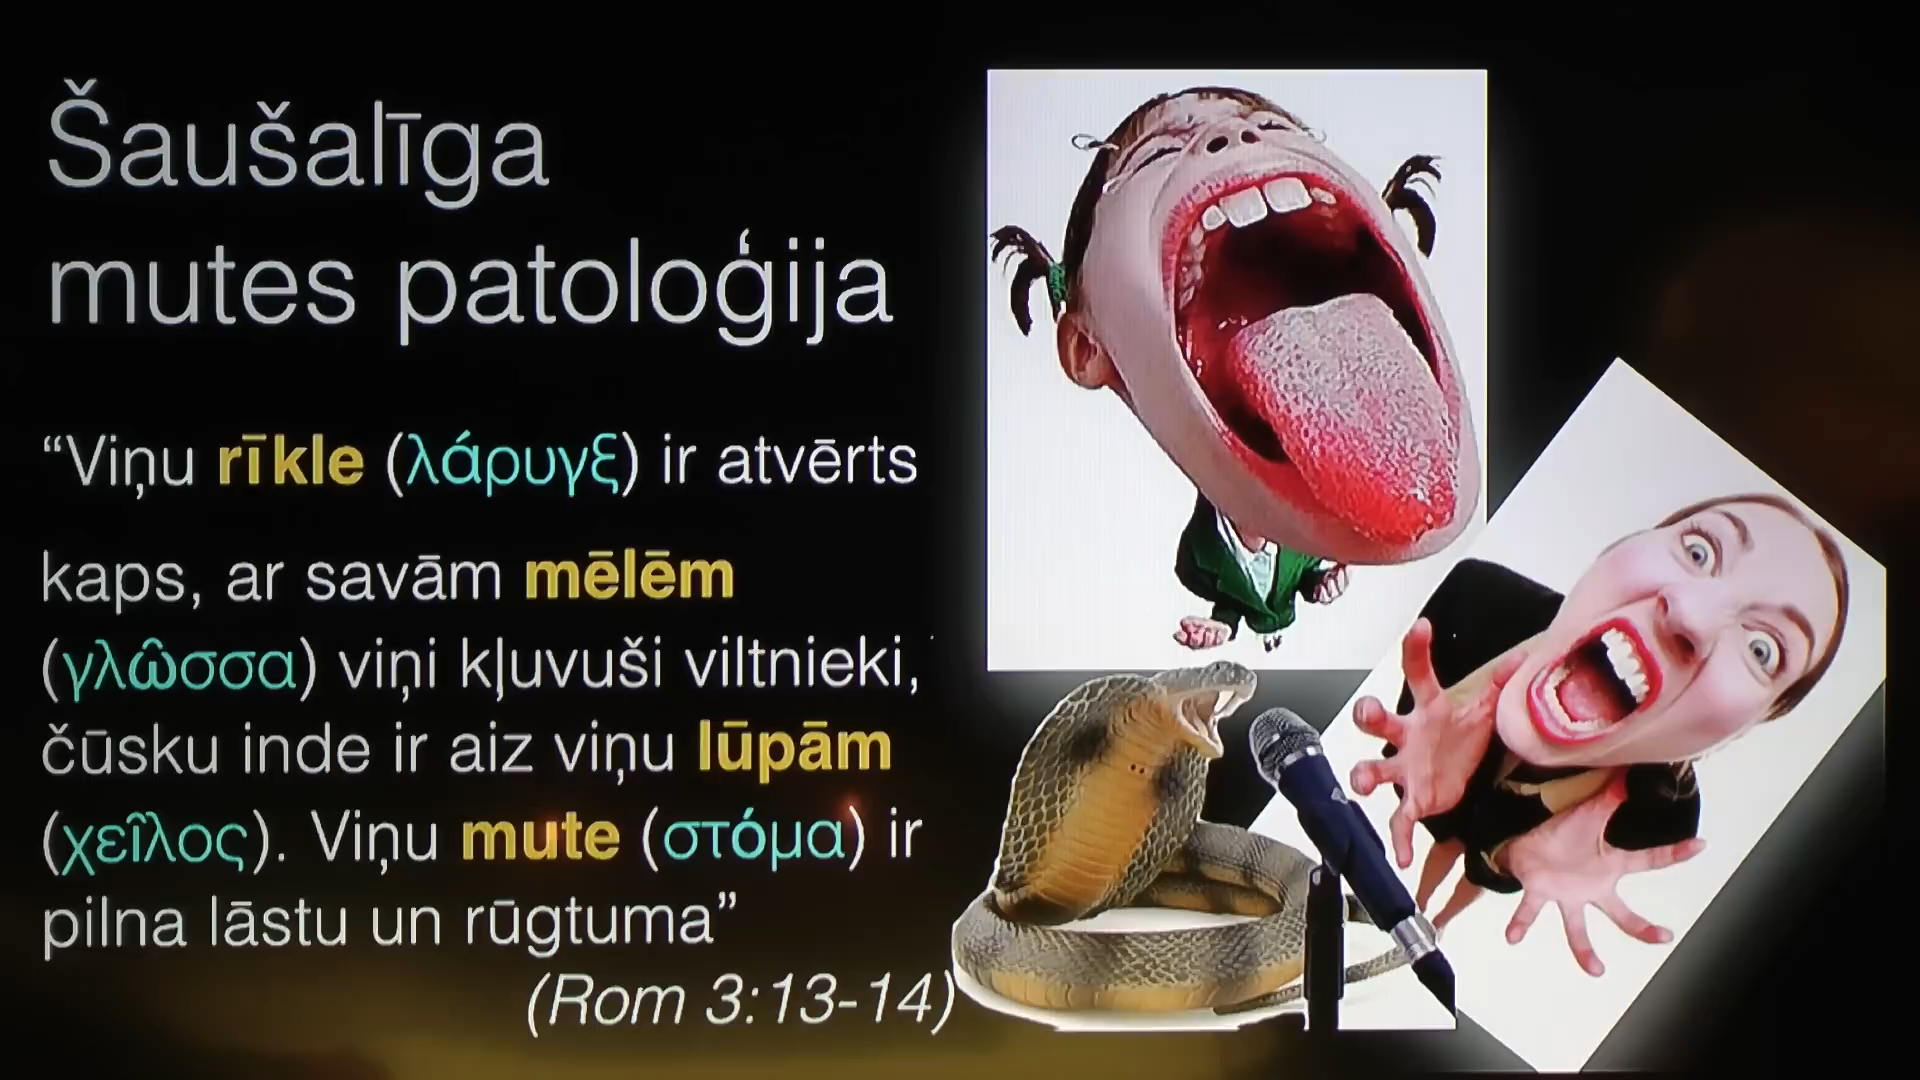 Šaušalīga
mutes patoloģija
“Viņu rīkle (λάρυγξ) ir atvērts
kaps, ar savām mēlēm
(γλῶσσα) viņi kļuvuši viltnieki,
čūsku inde ir aiz viņu lūpām
(χεῖλος). Viņu mute (στόμα) ir
pilna lāstu un rūgtuma”
(Rom 3:13-14)